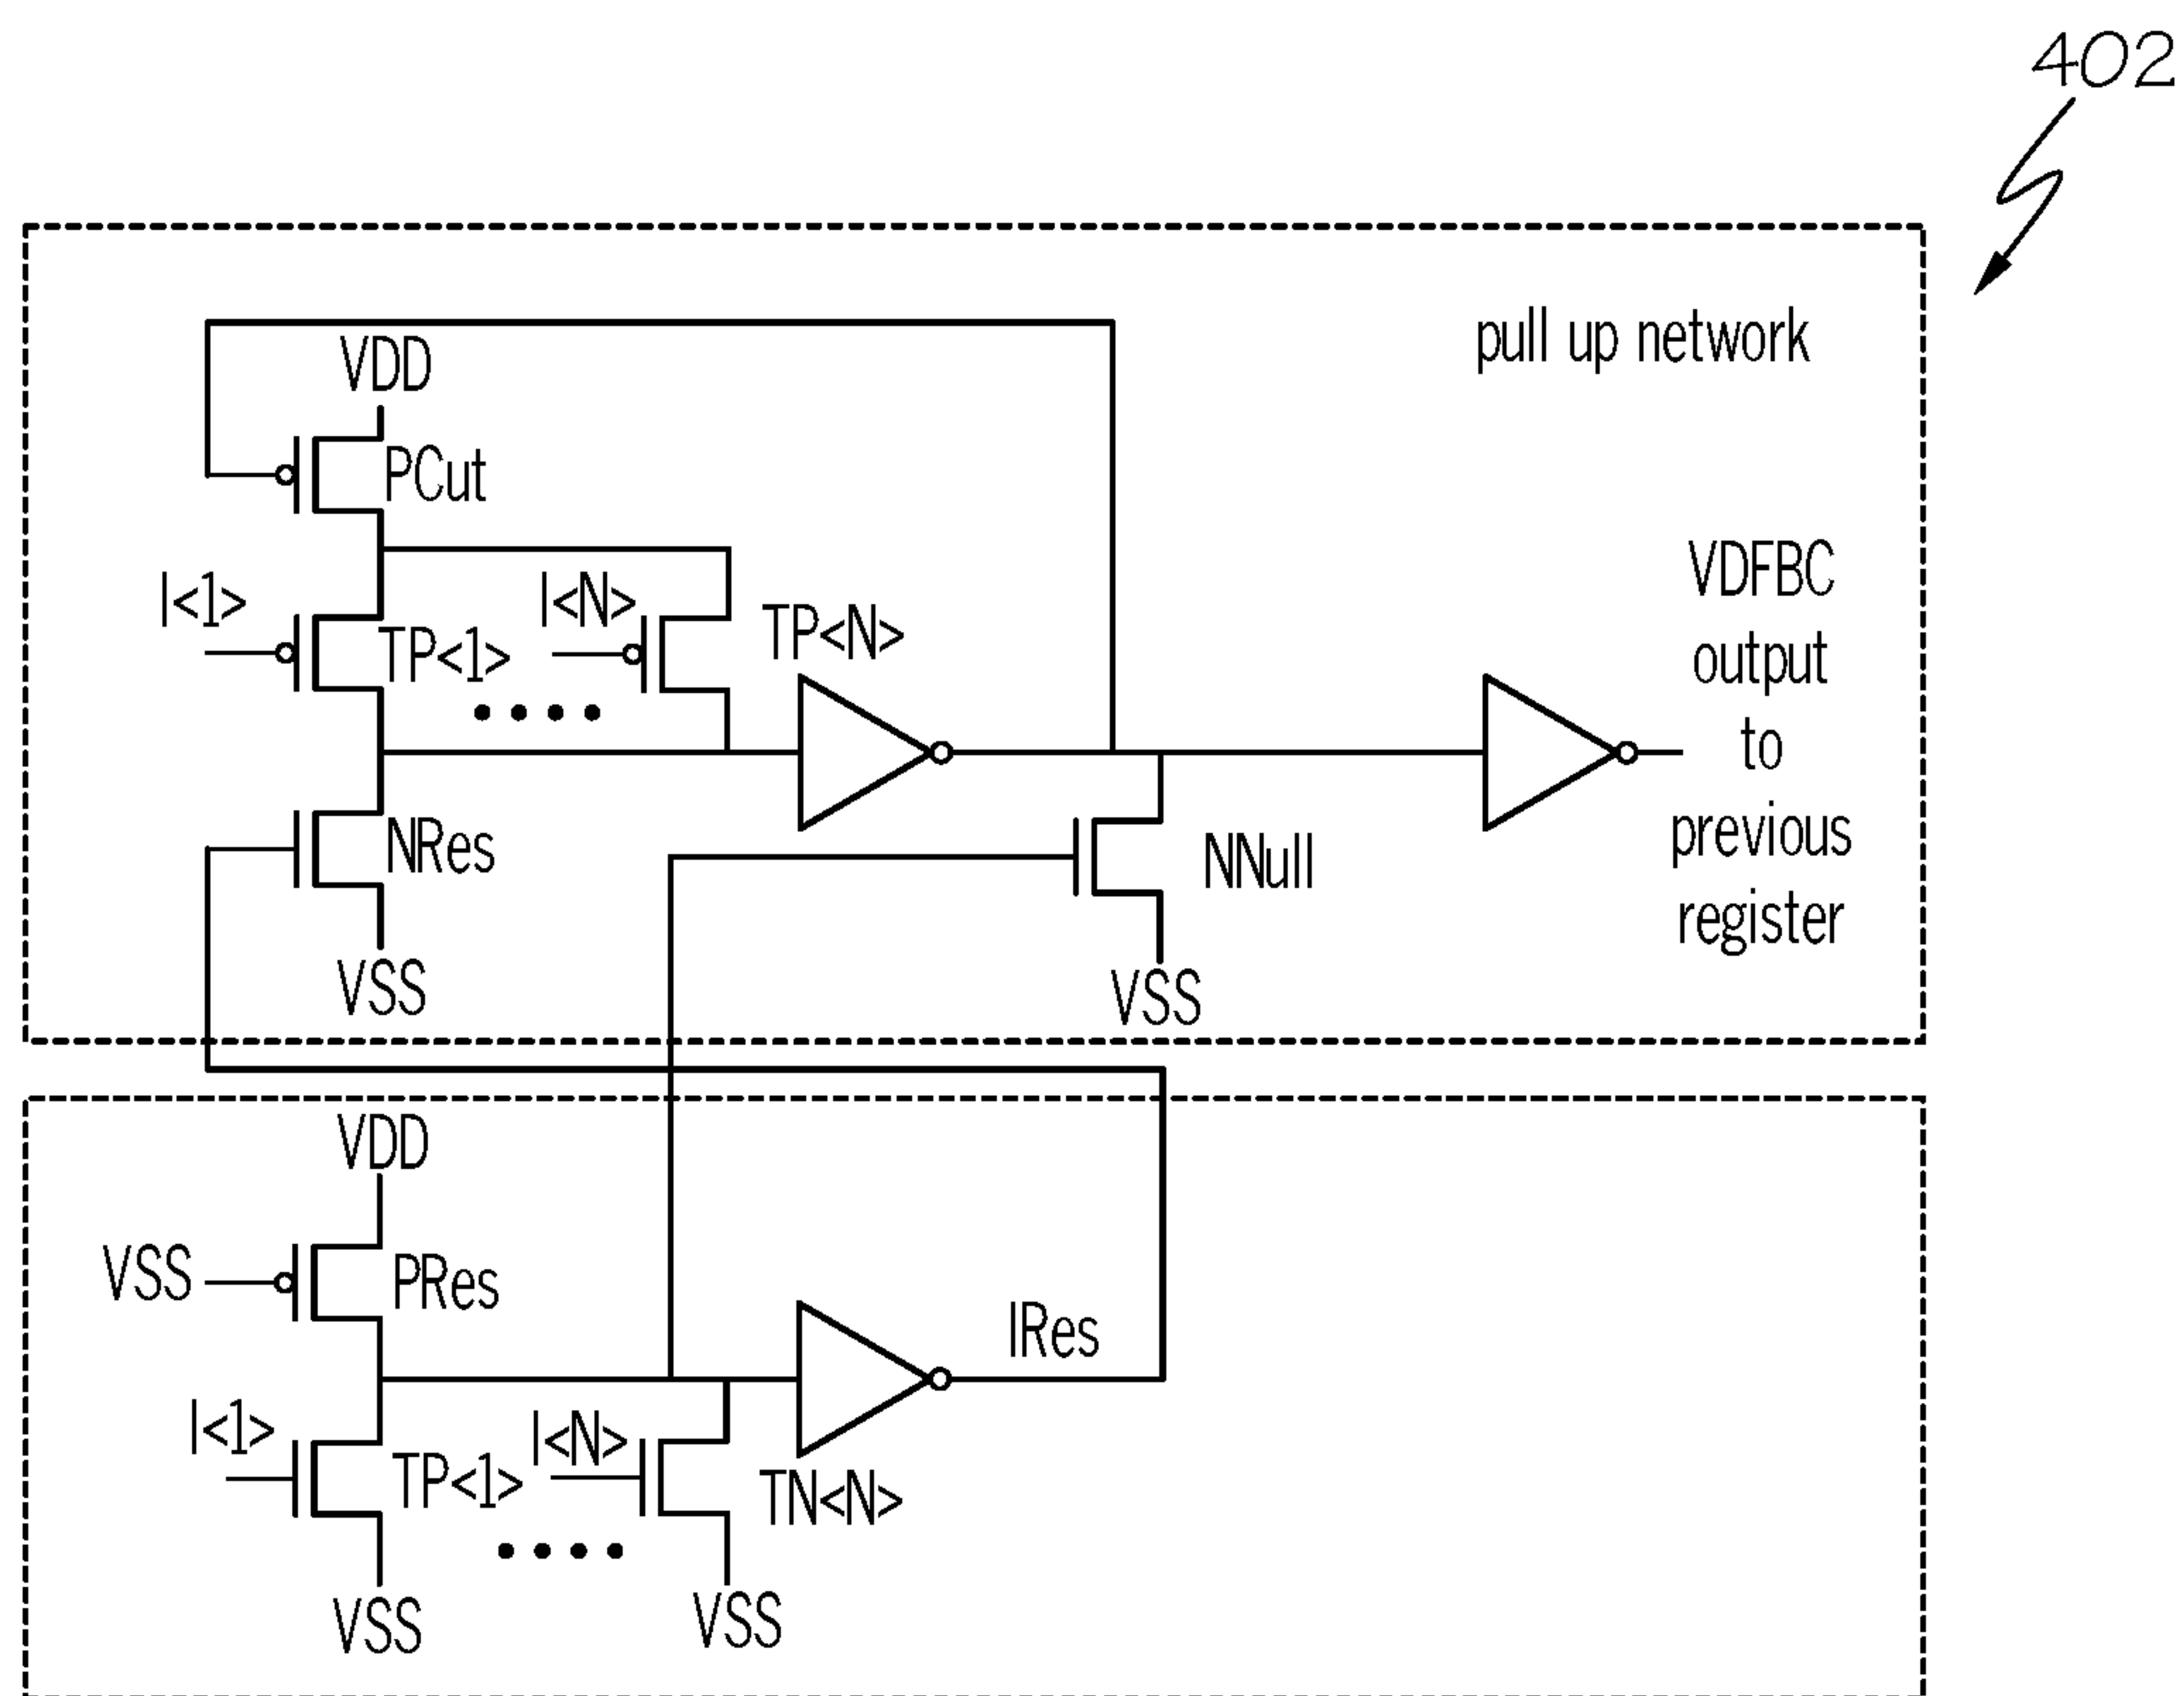 402
pull up network
VDD
PCut
I<1>
TP<1>
I<N>
TP<N>
VDFBC
output
to
previous
register
NRes
NNull
VSS
VSS
VDD
VSS
PRes
IRes
I<1>
TP<1>
I<N>
TN<N>
VSS
VSS